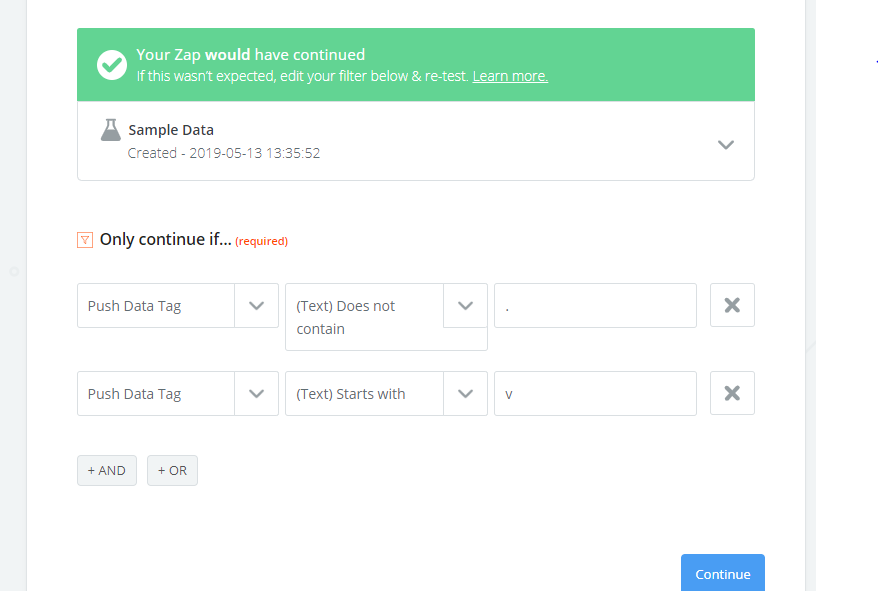 Your Zap would have continued
If this wasn't expected, edit your filter below & re-test. Learn more.
Sample Data
Created - 2019-05-13 13:35:52
Only continue if... (required)
Push Data Tag
(Text) Does not
contain
.
Push Data Tag
(Text) Starts with
v
+ AND
+ OR
Continue